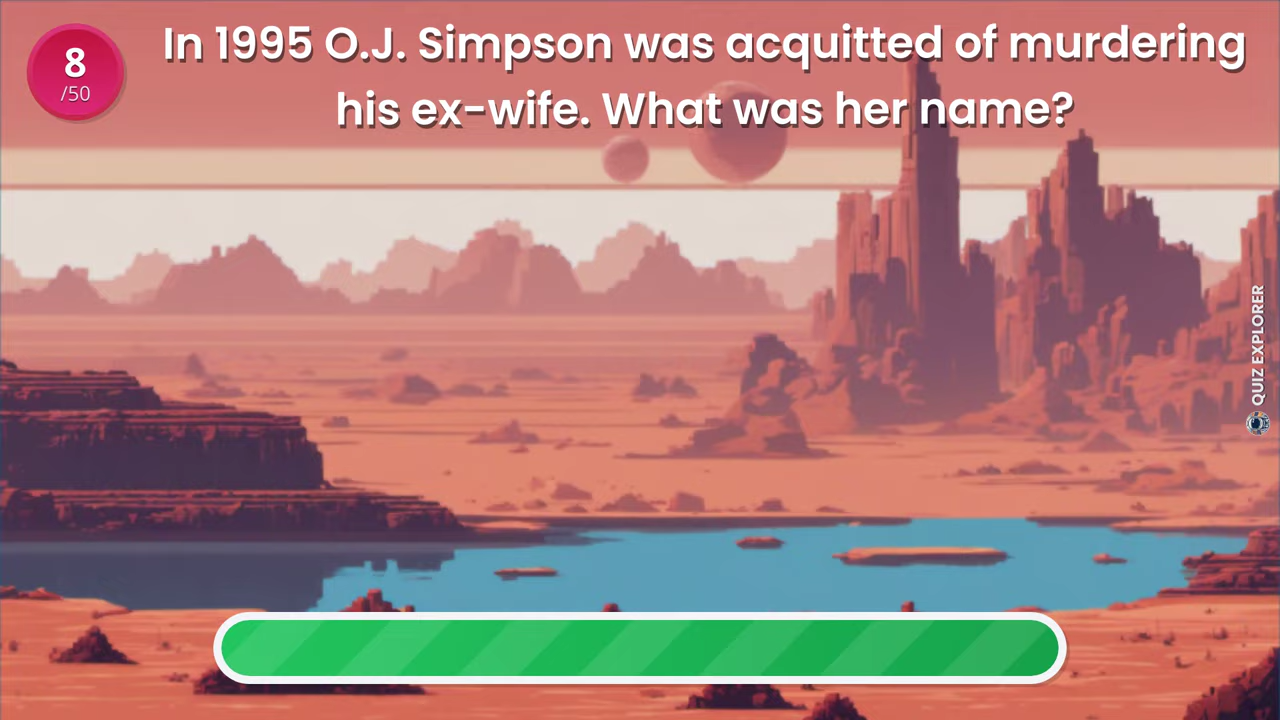 8
/50
In 1995 O.J. Simpson was acquitted of murdering
his ex-wife. What was her name?
QUIZ EXPLORER